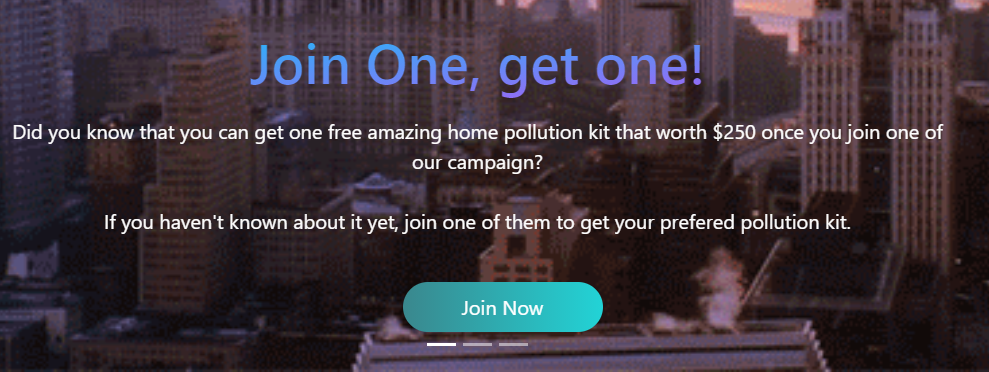 Join One, get one!
Did you know that you can get one free amazing home pollution kit that worth $250 once you join one of
our campaign?
If you haven't known about it yet, join one of them to get your prefered pollution kit.
Join Now